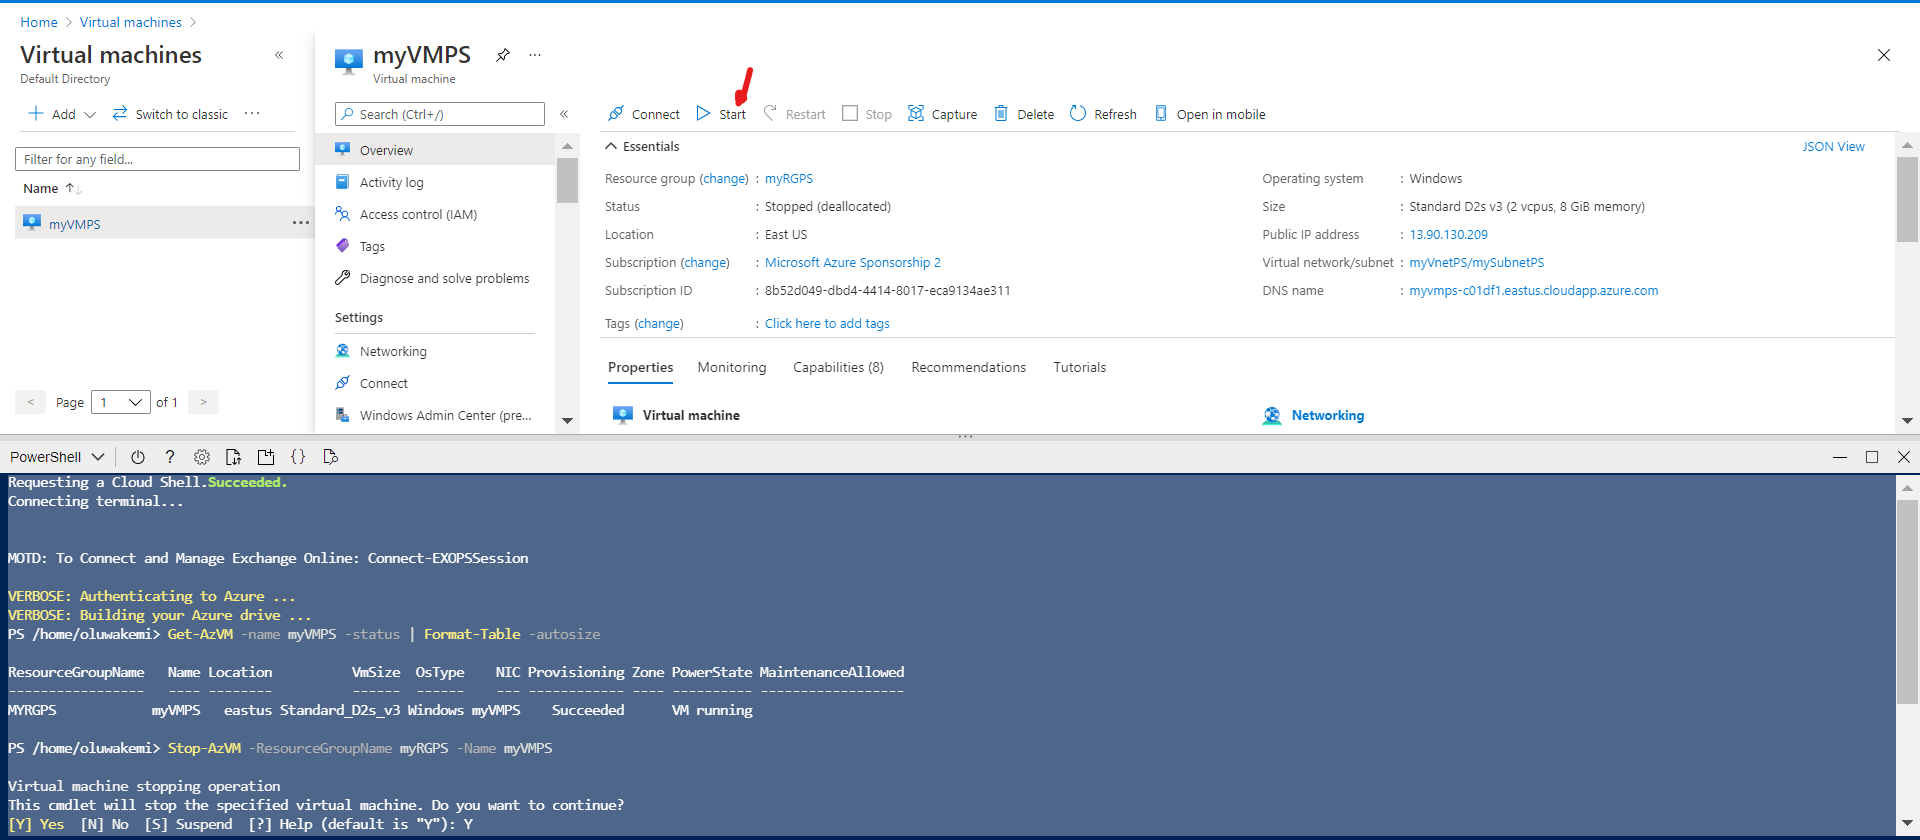 Home > Virtual machines >
Virtual machines «
Default Directory
Add Switch to classic ···
Filter for any field...
Name ↑↓
myVMPS ···
< Page 1 of 1 >
myVMPS ···
Virtual machine
Search (Ctrl+/) «
Overview
Activity log
Access control (IAM)
Tags
Diagnose and solve problems
Settings
Networking
Connect
Windows Admin Center (pre...
Connect Start Restart Stop Capture Delete Refresh Open in mobile
Essentials JSON View
Resource group (change) : myRGPS
Status : Stopped (deallocated)
Location : East US
Subscription (change) : Microsoft Azure Sponsorship 2
Subscription ID : 8b52d049-dbd4-4414-8017-eca9134ae311
Tags (change) : Click here to add tags
Operating system : Windows
Size : Standard D2s v3 (2 vcpus, 8 GiB memory)
Public IP address : 13.90.130.209
Virtual network/subnet : myVnetPS/mySubnetPS
DNS name : myvmps-c01df1.eastus.cloudapp.azure.com
Properties Monitoring Capabilities (8) Recommendations Tutorials
Virtual machine Networking
PowerShell ? {}
Requesting a Cloud Shell.Succeeded.
Connecting terminal...
MOTD: To Connect and Manage Exchange Online: Connect-EXOPSSession
VERBOSE: Authenticating to Azure ...
VERBOSE: Building your Azure drive ...
PS /home/oluwakemi> Get-AzVM -name myVMPS -status | Format-Table -autosize
ResourceGroupName Name Location VmSize OsType NIC Provisioning Zone PowerState MaintenanceAllowed
----------------- ---- -------- ------ ------ --- ------------ ---- ---------- ------------------
MYRGPS myVMPS eastus Standard_D2s_v3 Windows myVMPS Succeeded VM running
PS /home/oluwakemi> Stop-AzVM -ResourceGroupName myRGPS -Name myVMPS
Virtual machine stopping operation
This cmdlet will stop the specified virtual machine. Do you want to continue?
[Y] Yes [N] No [S] Suspend [?] Help (default is "Y"): Y